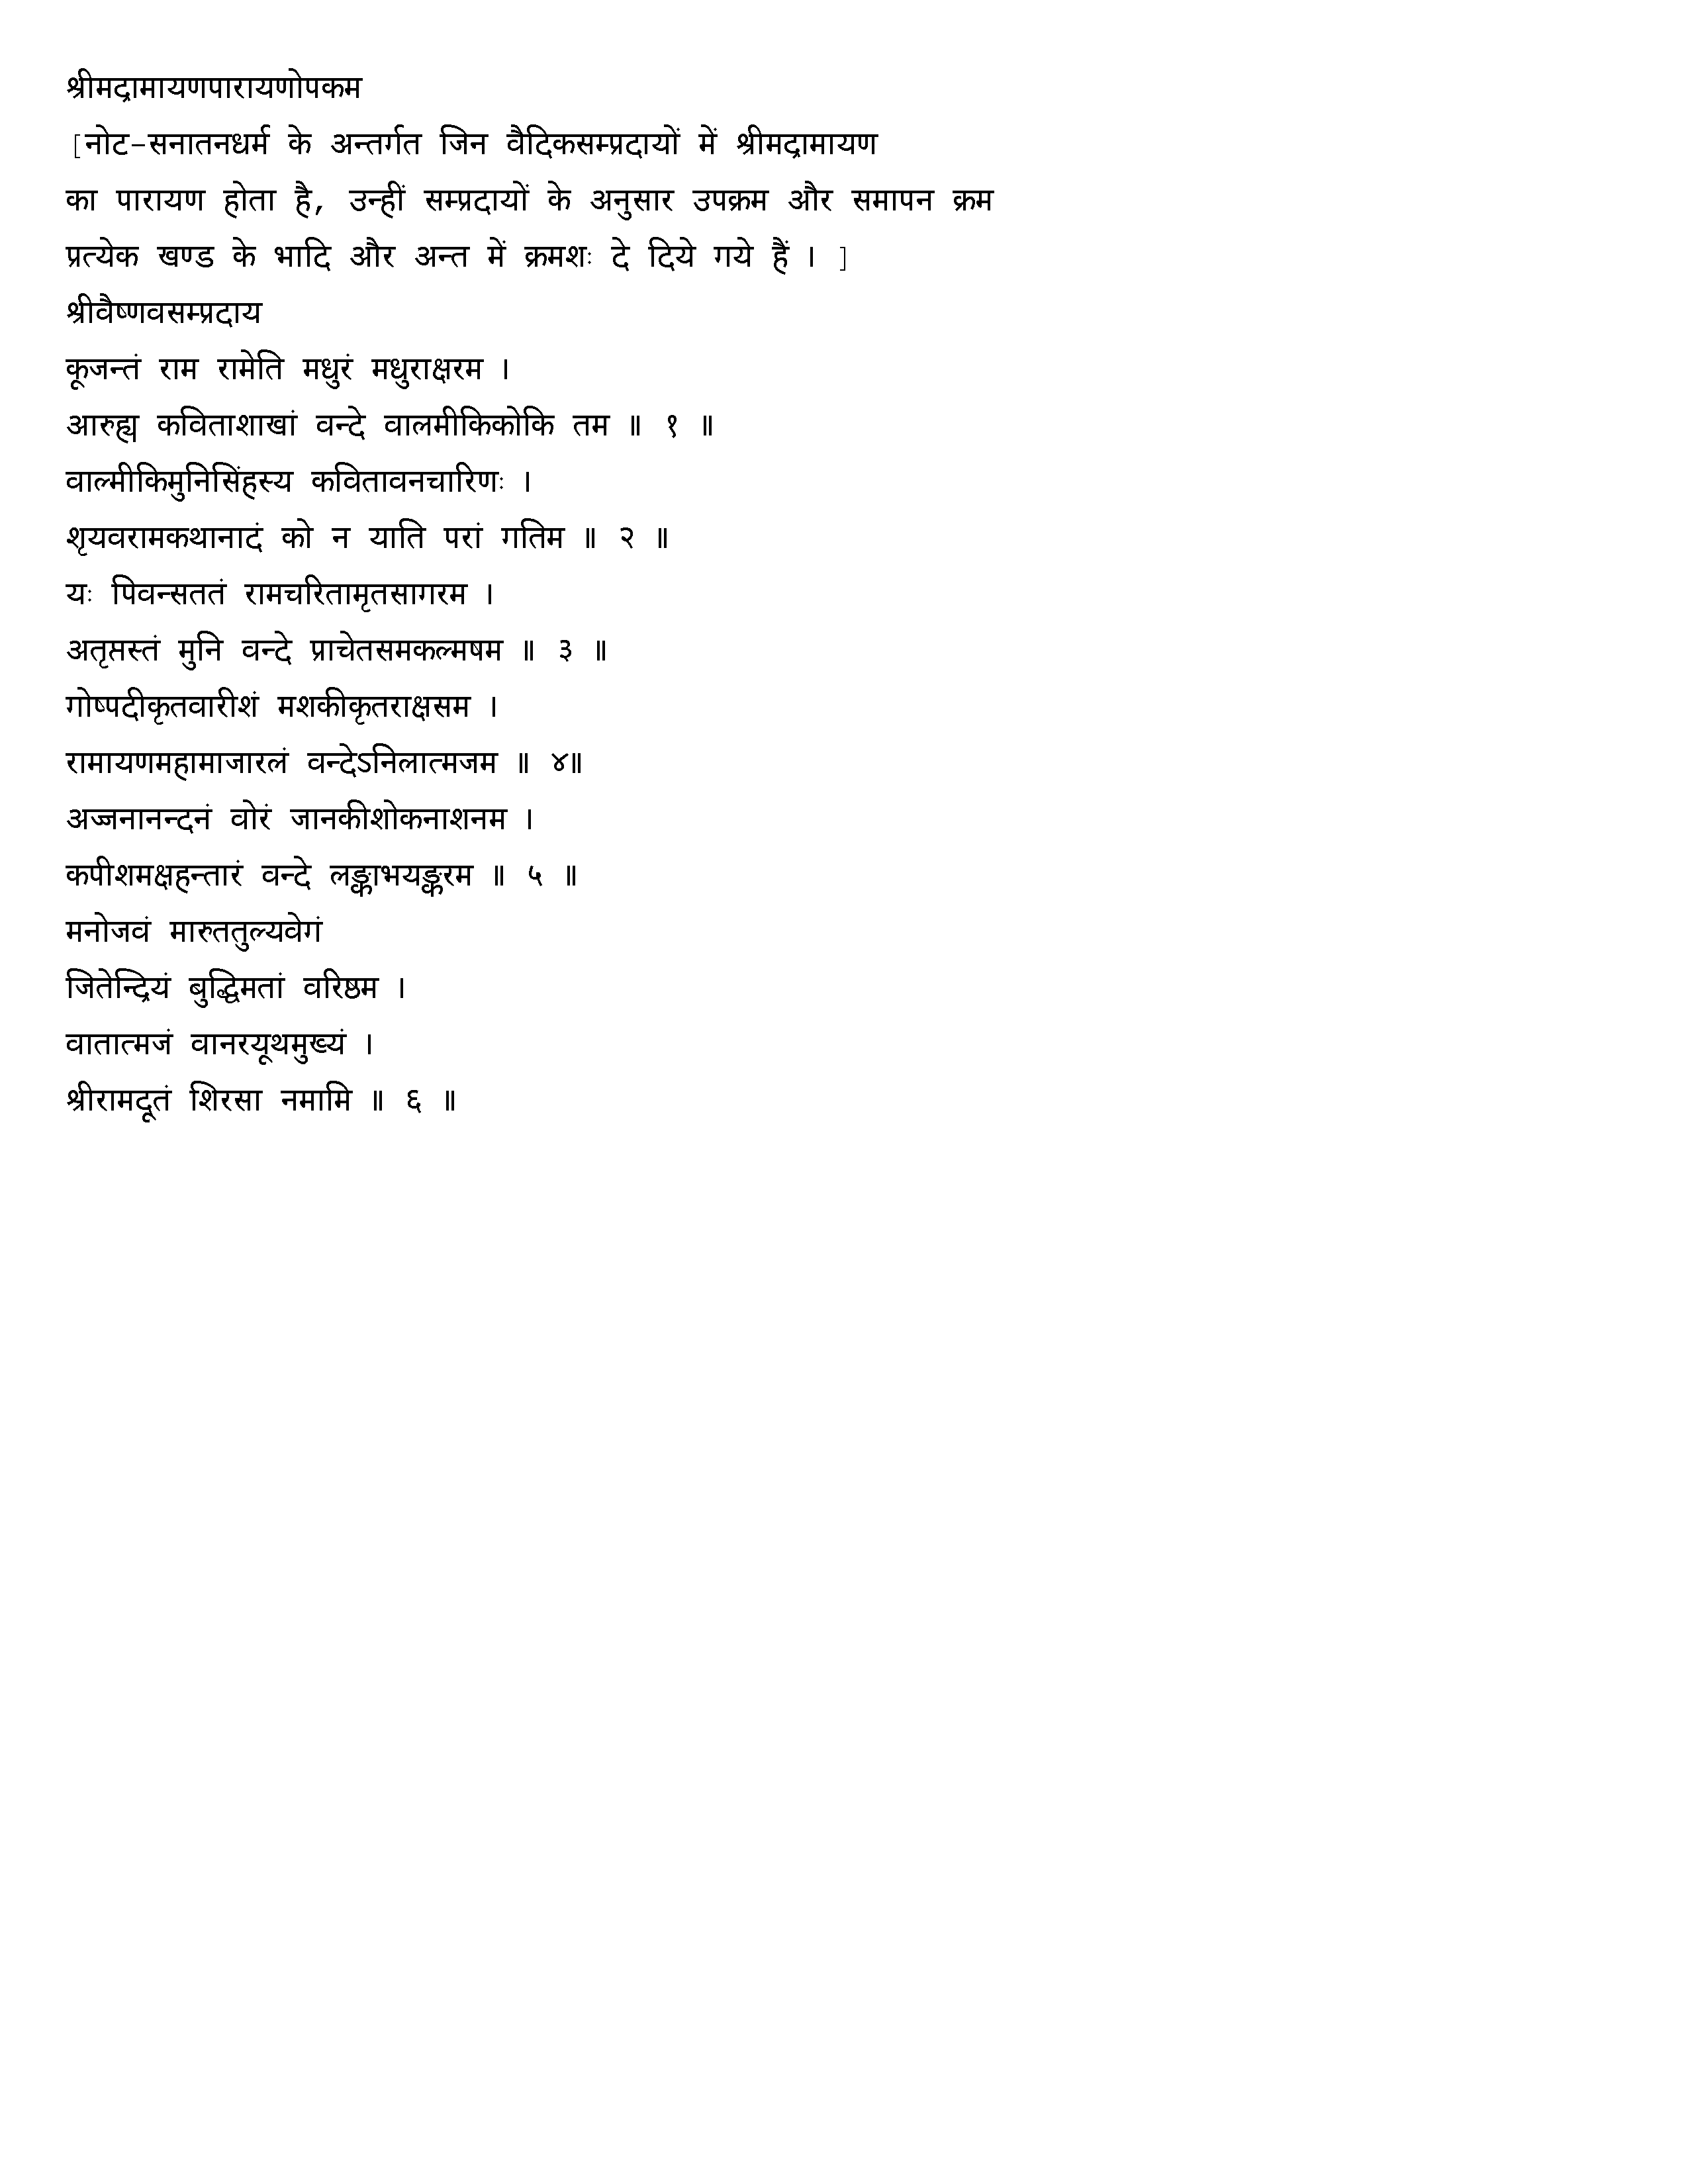 श्रीमद्रामायणपारायणोपकम
[नोट–सनातनधर्म के अन्तर्गत जिन वैदिकसम्प्रदायों में श्रीमद्रामायण
का पारायण होता है, उन्हीं सम्प्रदायों के अनुसार उपक्रम और समापन क्रम
प्रत्येक खण्ड के भादि और अन्त में क्रमशः दे दिये गये हैं । ]
श्रीवैष्णवसम्प्रदाय
कूजन्तं राम रामेति मधुरं मधुराक्षरम ।
आरुह्य कविताशाखां वन्दे वालमीकिकोकि तम ॥ १ ॥
वाल्मीकिमुनिसिंहस्य कवितावनचारिणः ।
शृयवरामकथानादं को न याति परां गतिम ॥ २ ॥
यः पिवन्सततं रामचरितामृतसागरम ।
अतृप्तस्तं मुनि वन्दे प्राचेतसमकल्मषम ॥ ३ ॥
गोष्पदीकृतवारीशं मशकीकृतराक्षसम ।
रामायणमहामाजारलं वन्देऽनिलात्मजम ॥ ४॥
अज्जनानन्दनं वोरं जानकीशोकनाशनम ।
कपीशमक्षहन्तारं वन्दे लङ्काभयङ्करम ॥ ५ ॥
मनोजवं मारुततुल्यवेगं
जितेन्द्रियं बुद्धिमतां वरिष्ठम ।
वातात्मजं वानरयूथमुख्यं ।
श्रीरामदूतं शिरसा नमामि ॥ ६ ॥